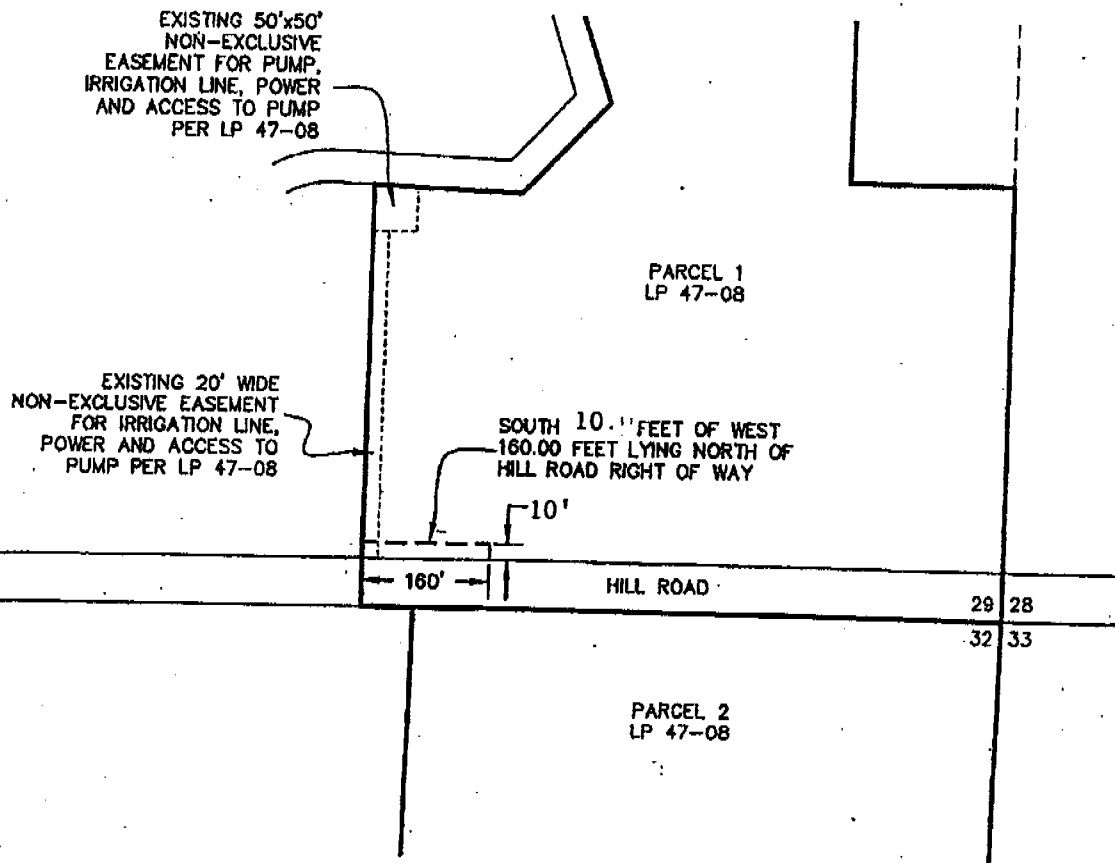 EXISTING 50'x50'
NON-EXCLUSIVE
EASEMENT FOR PUMP,
IRRIGATION LINE, POWER
AND ACCESS TO PUMP
PER LP 47-08
PARCEL 1
LP 47-08
EXISTING 20' WIDE
NON-EXCLUSIVE EASEMENT
FOR IRRIGATION LINE,
POWER AND ACCESS TO
PUMP PER LP 47-08
SOUTH 10. FEET OF WEST
160.00 FEET LYING NORTH OF
HILL ROAD RIGHT OF WAY
10'
160'
HILL ROAD
29 28
32 33
PARCEL 2
LP 47-08